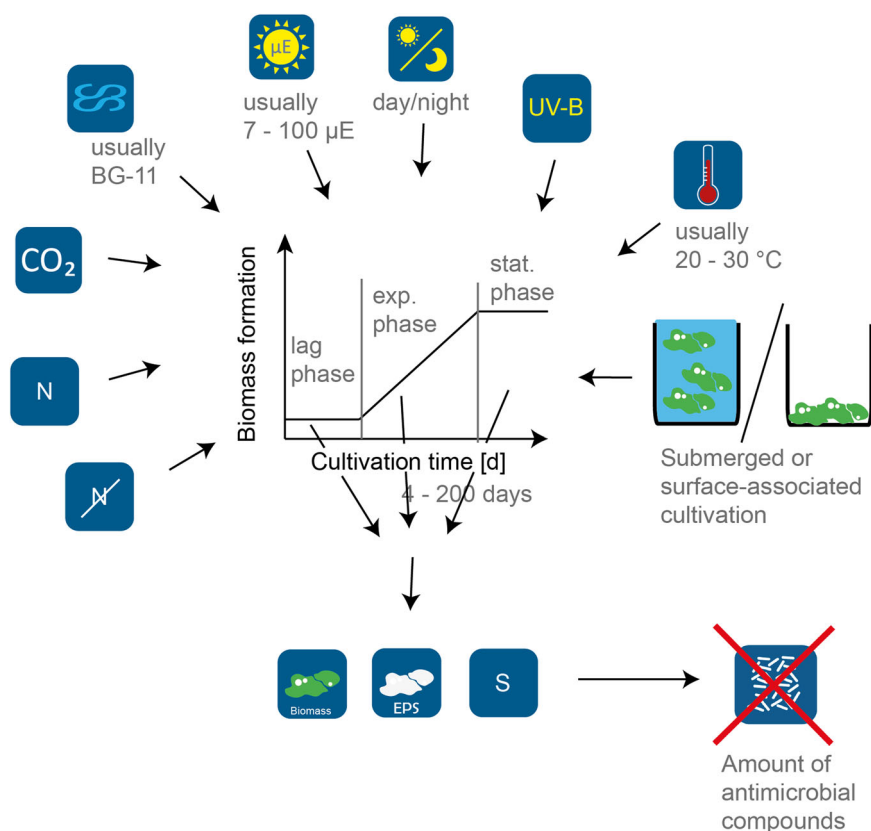 µE
usually
7 - 100 µE
day/night
UV-B
usually
BG-11
usually
20 - 30 °C
CO₂
N
N
Biomass formation
lag
phase
exp.
phase
stat.
phase
Cultivation time [d]
4 - 200 days
Submerged or
surface-associated
cultivation
Biomass
EPS
S
Amount of
antimicrobial
compounds